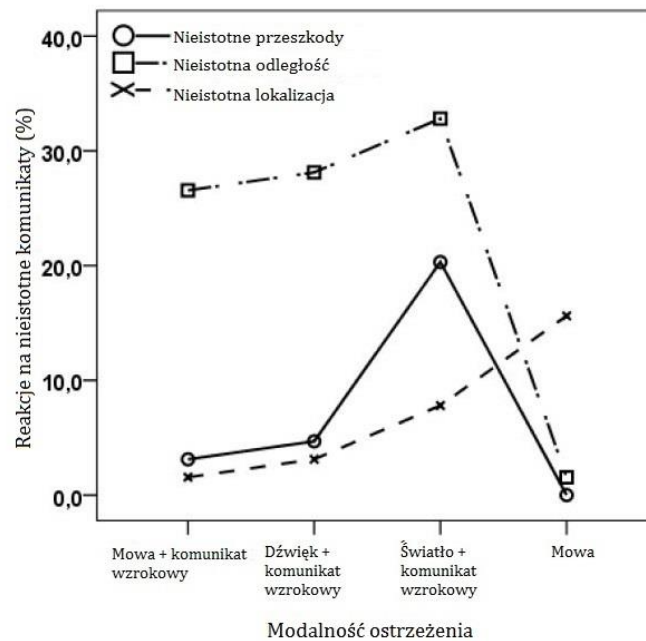 40,0
30,0
20,0
10,0
0,0
Reakcje na nieistotne komunikaty (%)
Nieistotne przeszkody
Nieistotna odległość
Nieistotna lokalizacja
Mowa + komunikat
wzrokowy
Dźwięk +
komunikat
wzrokowy
Światło +
komunikat
wzrokowy
Mowa
Modalność ostrzeżenia